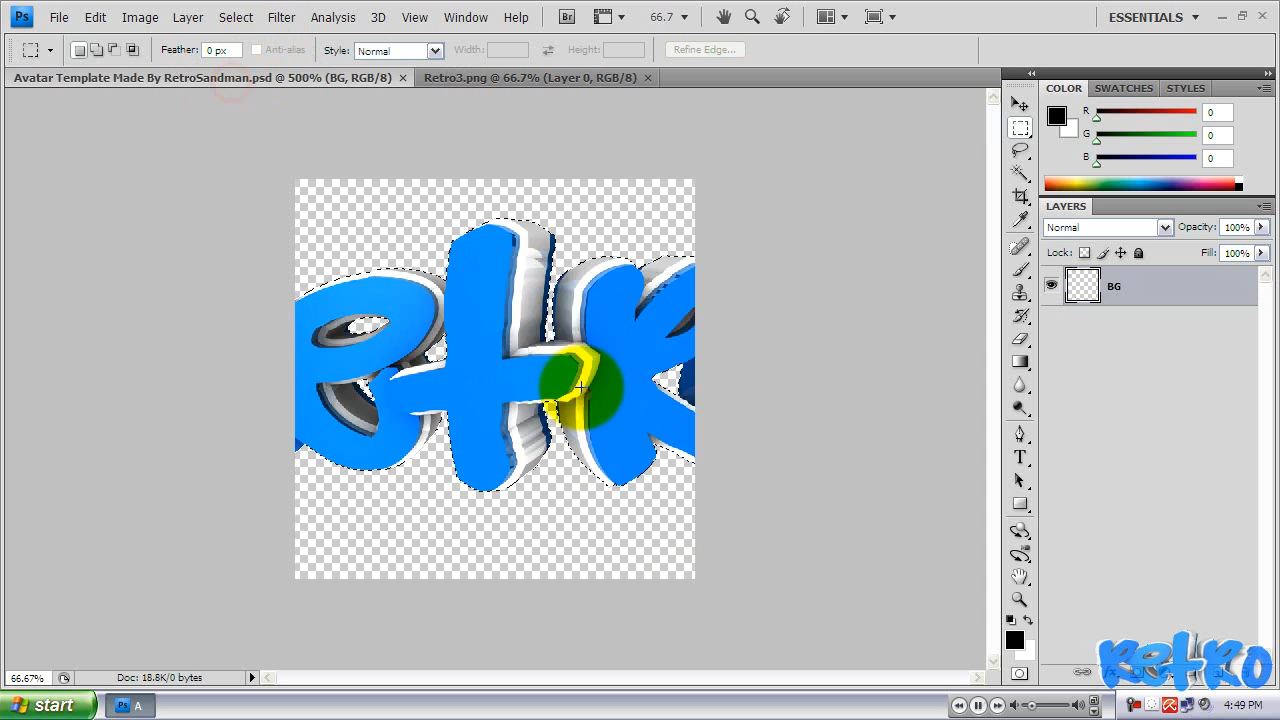 Ps File Edit Image Layer Select Filter Analysis 3D View Window Help Br 66.7 ESSENTIALS
Feather: 0 px Anti-alias Style: Normal Width: Height: Refine Edge...
Avatar Template Made By RetroSandman.psd @ 500% (BG, RGB/8) × Retro3.png @ 66.7% (Layer 0, RGB/8) ×
COLOR SWATCHES STYLES
R 0
G 0
B 0
LAYERS
Normal Opacity: 100%
Lock: Fill: 100%
BG
etR
T
retro
66.67% Doc: 18.8K/0 bytes
start Ps A 4:49 PM